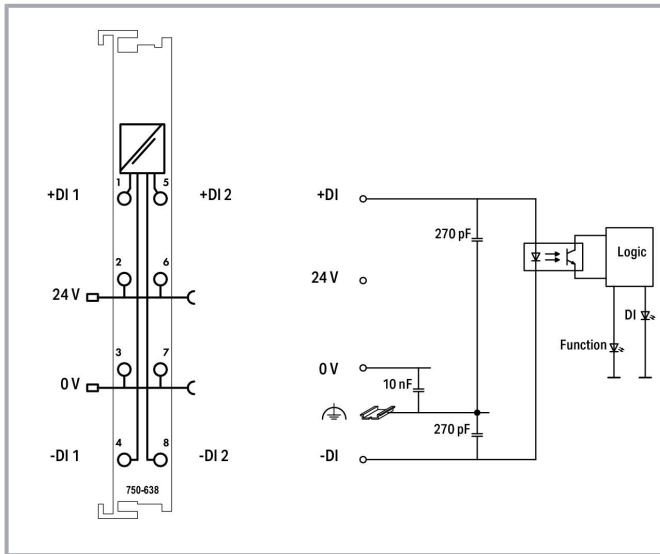 1 5
+DI 1 +DI 2
2 6
24 V
3 7
0 V
4 8
-DI 1 -DI 2
750-638
+DI
270 pF
Logic
24 V
DI
Function
0 V
10 nF
270 pF
-DI